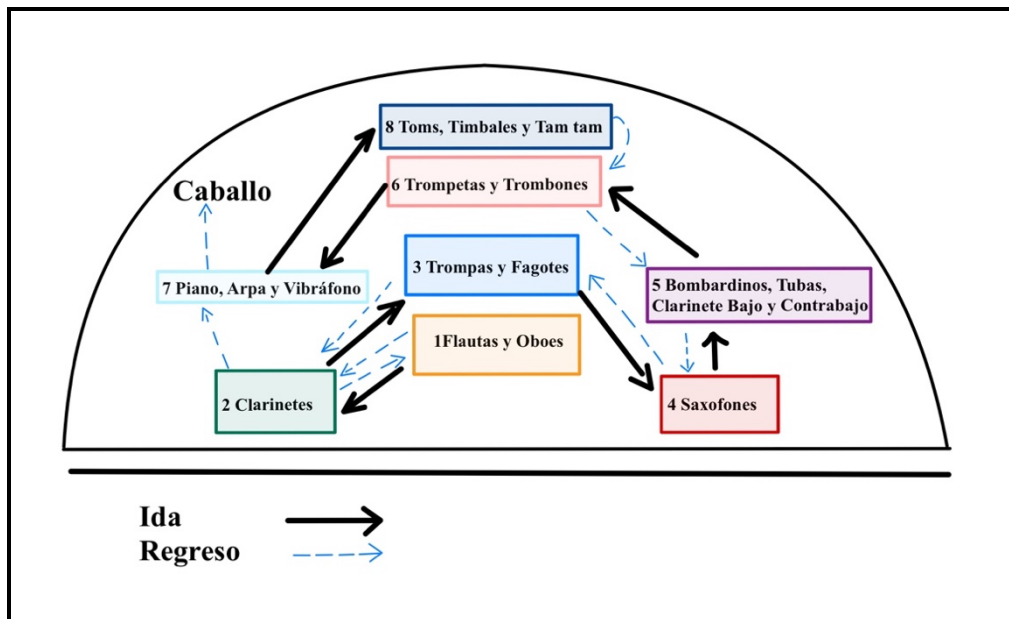 8 Toms, Timbales y Tam tam
6 Trompetas y Trombones
Caballo
3 Trompas y Fagotes
7 Piano, Arpa y Vibráfono
5 Bombardinos, Tubas,
Clarinete Bajo y Contrabajo
1Flautas y Oboes
2 Clarinetes
4 Saxofones
Ida
Regreso